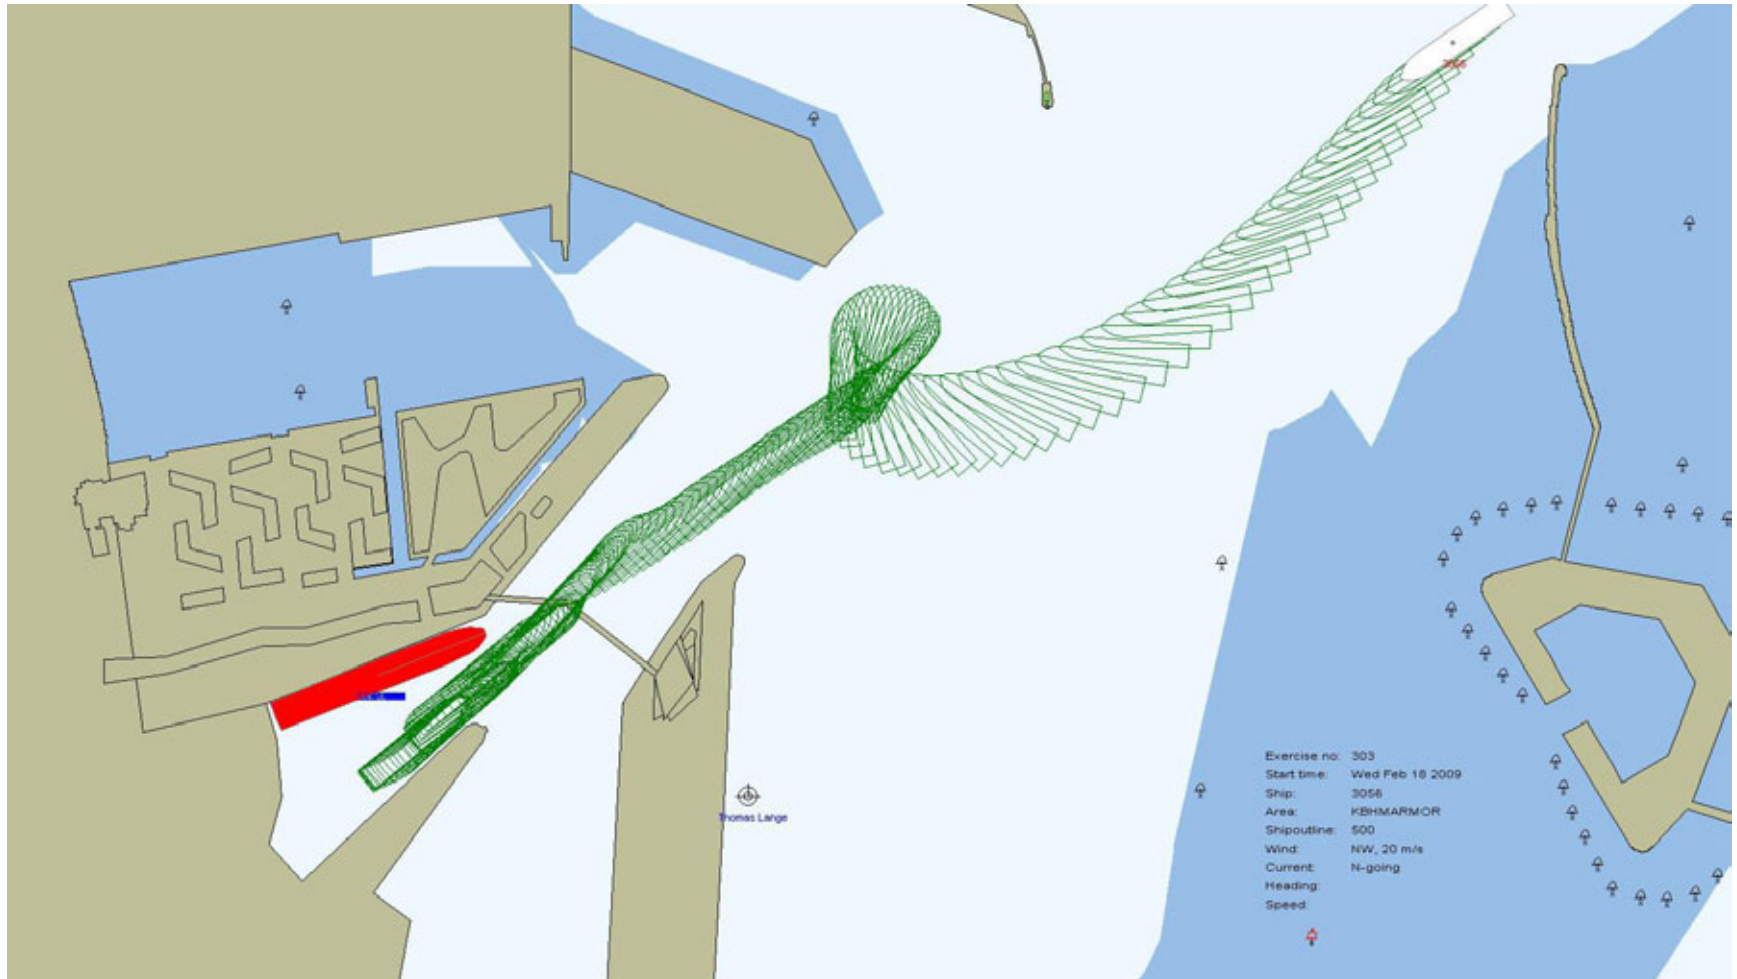 3056
Thomas Lange
Exercise no: 303
Start time: Wed Feb 18 2009
Ship: 3056
Area: KBHMARMOR
Shipoutline: 500
Wind: NW, 20 m/s
Current: N-going
Heading:
Speed: